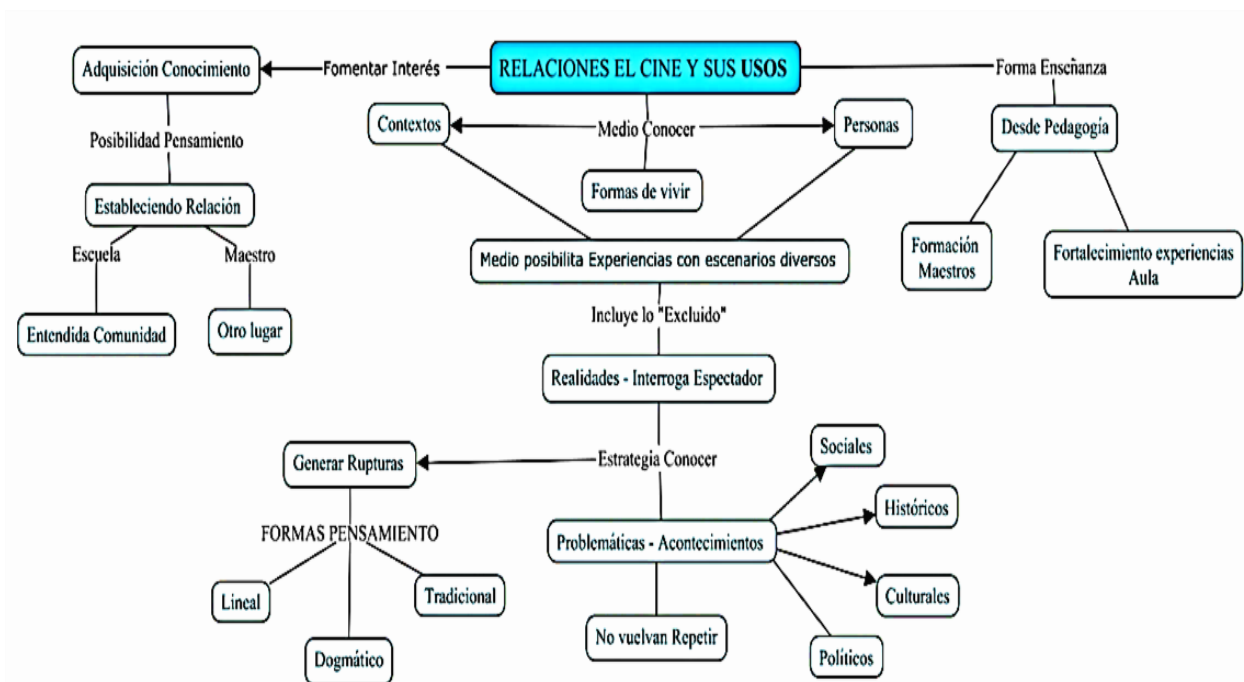 RELACIONES EL CINE Y SUS USOS
Fomentar Interés
Adquisición Conocimiento
Posibilidad Pensamiento
Estableciendo Relación
Escuela
Maestro
Entendida Comunidad
Otro lugar
Medio Conocer
Contextos
Personas
Formas de vivir
Medio posibilita Experiencias con escenarios diversos
Incluye lo "Excluido"
Realidades - Interroga Espectador
Estrategia Conocer
Generar Rupturas
FORMAS PENSAMIENTO
Lineal
Dogmático
Tradicional
Problemáticas - Acontecimientos
No vuelvan Repetir
Sociales
Históricos
Culturales
Políticos
Forma Enseñanza
Desde Pedagogía
Formación
Maestros
Fortalecimiento experiencias
Aula